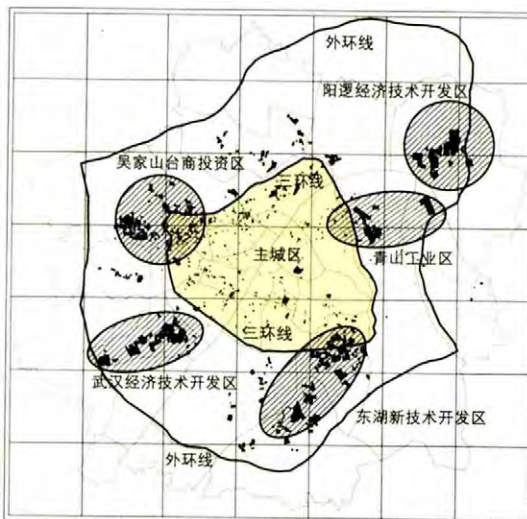 外环线
阳逻经济技术开发区
吴家山台商投资区
三环线
主城区
青山工业区
三环线
武汉经济技术开发区
东湖新技术开发区
外环线